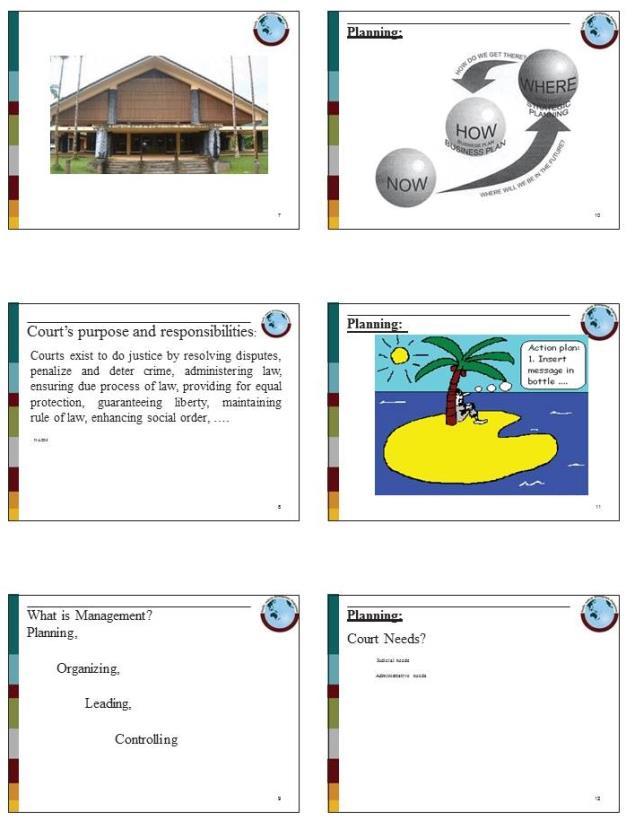 7
Court's purpose and responsibilities:
Courts exist to do justice by resolving disputes,
penalize and deter crime, administering law,
ensuring due process of law, providing for equal
protection, guaranteeing liberty, maintaining
rule of law, enhancing social order, ….
8
What is Management?
Planning,
Organizing,
Leading,
Controlling
9
Planning:
HOW DO WE GET THERE?
WHERE
STRATEGIC
PLANNING
HOW
BUSINESS PLAN
BUSINESS PLAN
NOW
WHERE WILL WE BE IN THE FUTURE?
10
Planning:
Action plan:
1. Insert
message in
bottle ....
11
Planning:
Court Needs?
Judicial needs
Administrative needs
12